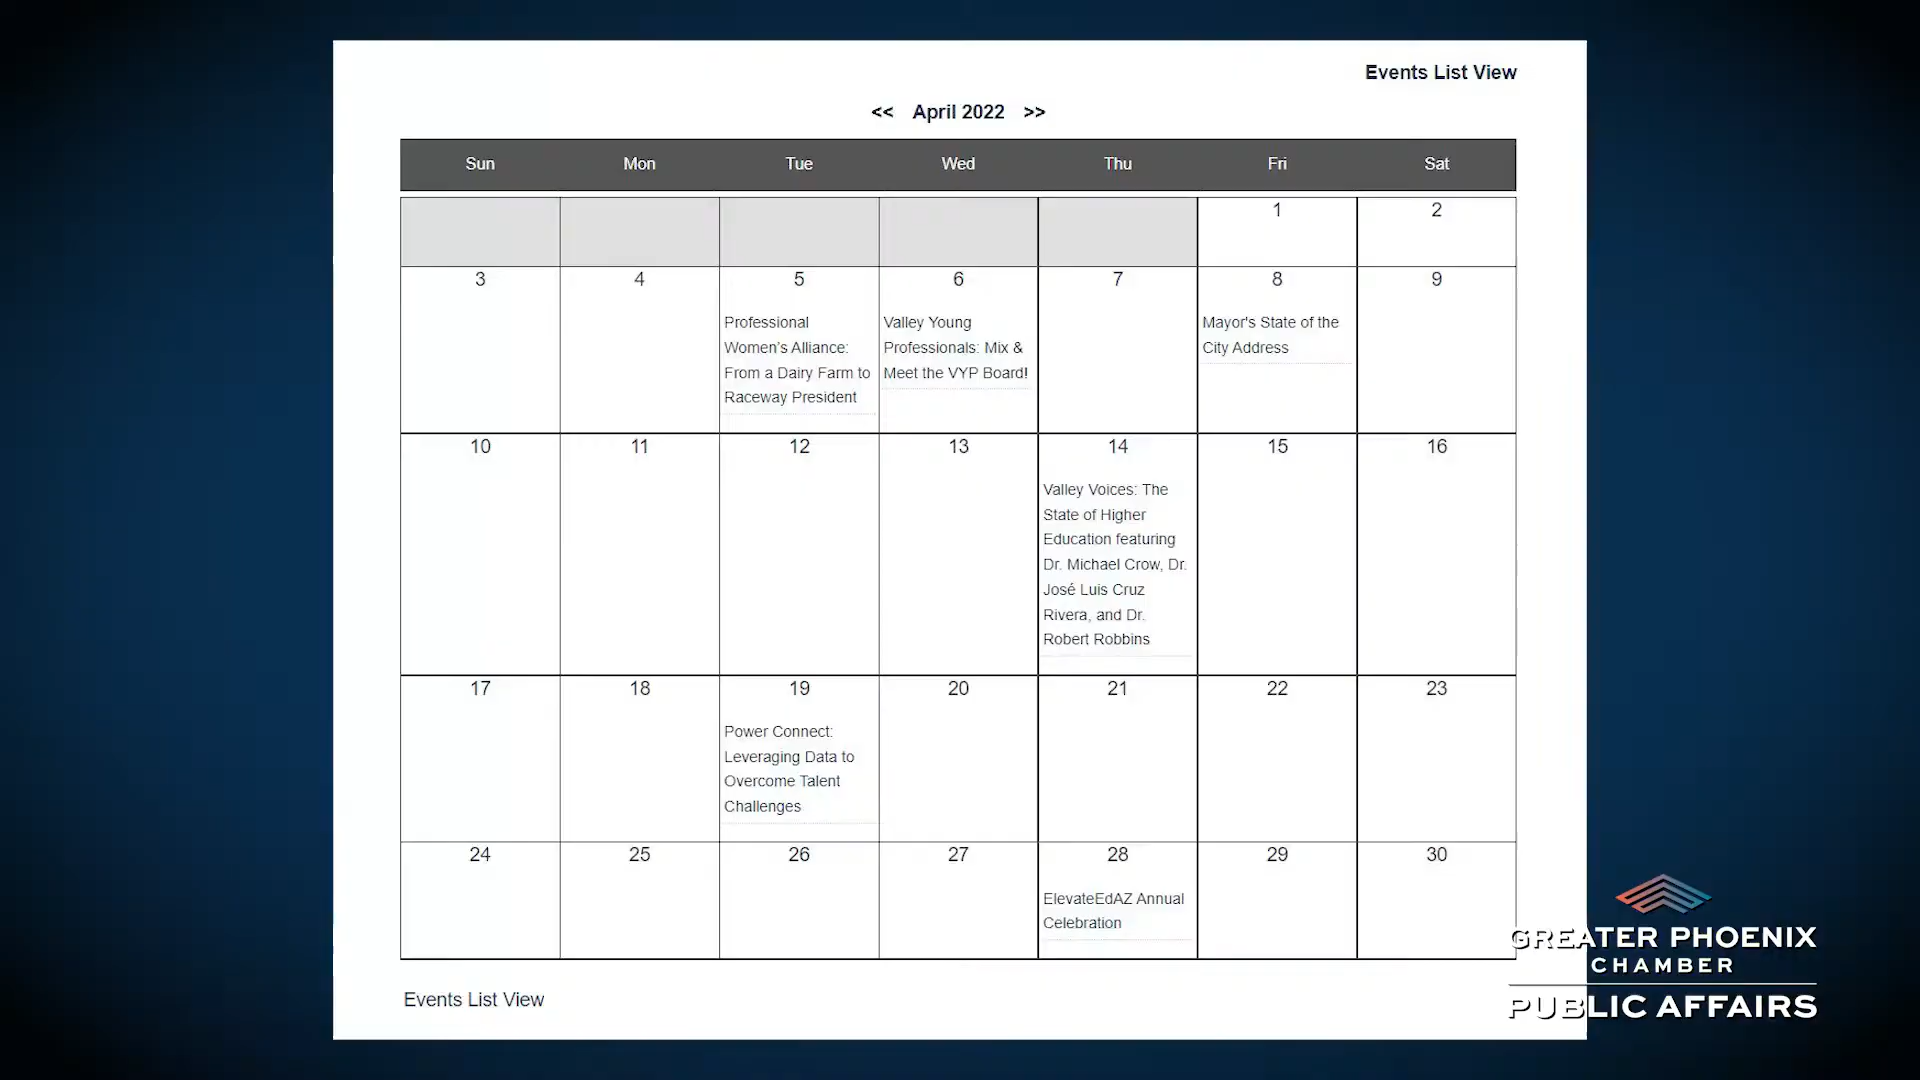 Events List View
<< April 2022 >>
Sun Mon Tue Wed Thu Fri Sat
1 2
3 4 5 6 7 8 9
Professional
Women's Alliance:
From a Dairy Farm to
Raceway President
Valley Young
Professionals: Mix &
Meet the VYP Board!
Mayor's State of the
City Address
10 11 12 13 14 15 16
Valley Voices: The
State of Higher
Education featuring
Dr. Michael Crow, Dr.
José Luis Cruz
Rivera, and Dr.
Robert Robbins
17 18 19 20 21 22 23
Power Connect:
Leveraging Data to
Overcome Talent
Challenges
24 25 26 27 28 29 30
ElevateEdAZ Annual
Celebration
Events List View
GREATER PHOENIX
CHAMBER
PUBLIC AFFAIRS